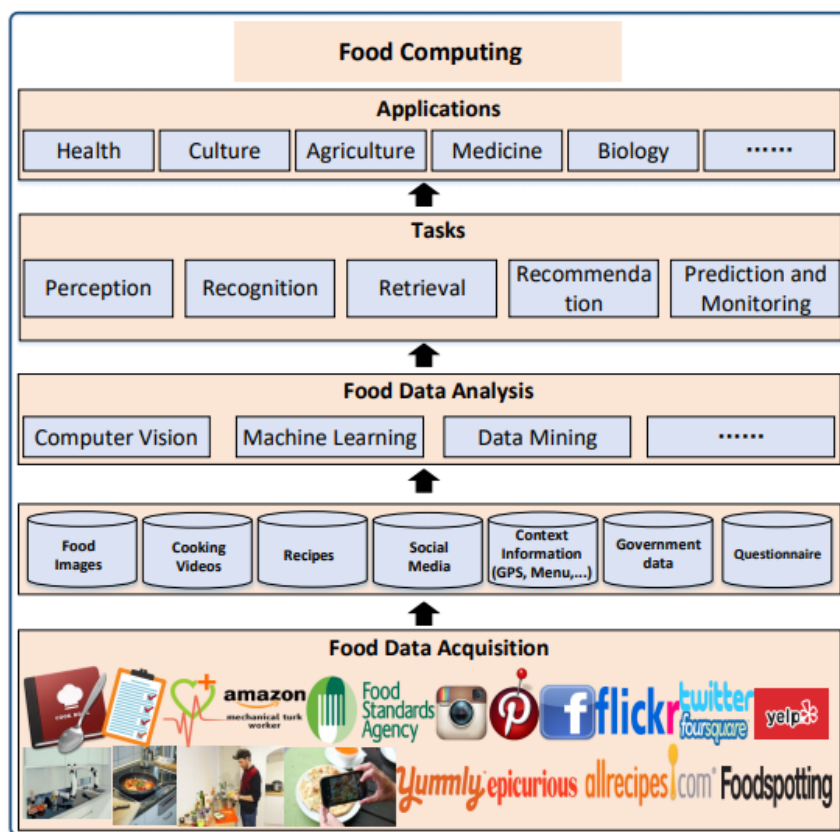 Food Computing
Applications
Health Culture Agriculture Medicine Biology ......
Tasks
Perception Recognition Retrieval Recommenda
tion Prediction and
Monitoring
Food Data Analysis
Computer Vision Machine Learning Data Mining ......
Food
Images
Cooking
Videos
Recipes
Social
Media
Context
Information
(GPS, Menu,...)
Government
data
Questionnaire
Food Data Acquisition
COOK BOOK
amazon
mechanical turk
worker
Food
Standards
Agency
f
flickr
twitter
foursquare
yelp
Yummly
epicurious
allrecipes.com
Foodspotting